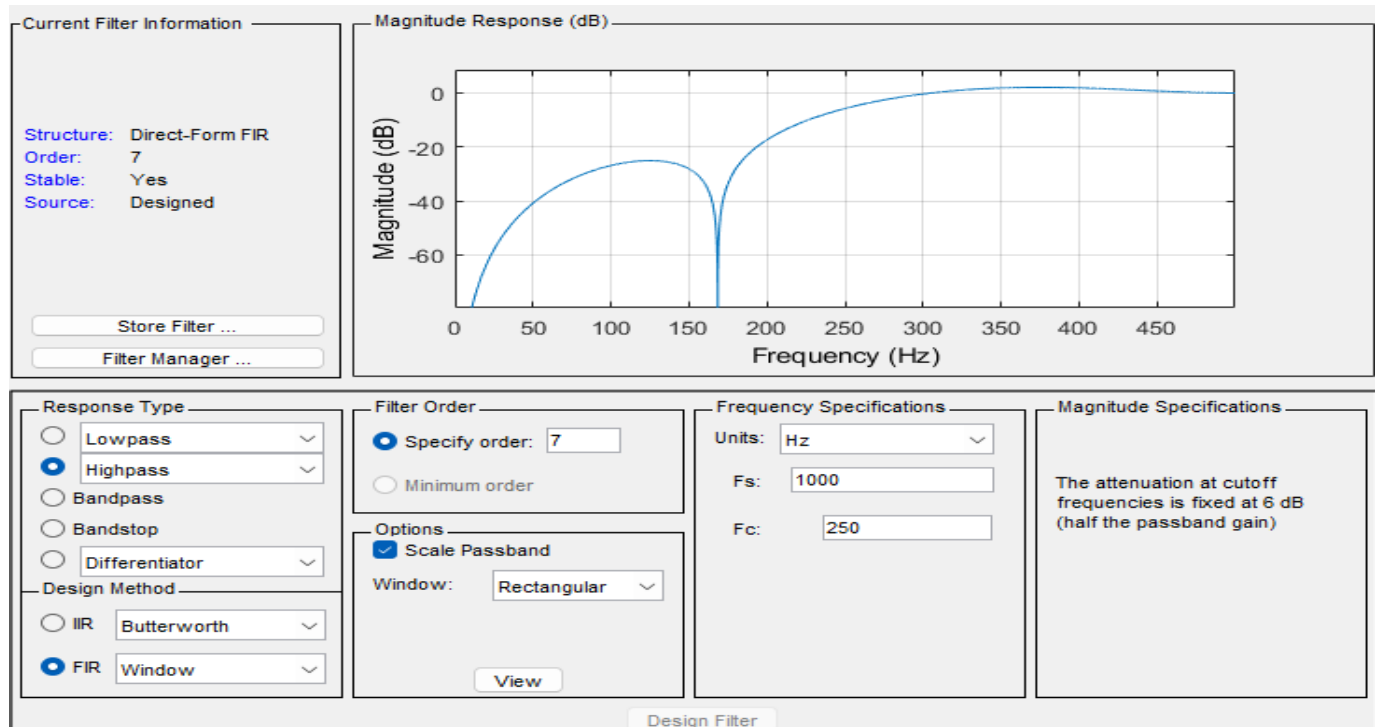 Current Filter Information
Structure: Direct-Form FIR
Order: 7
Stable: Yes
Source: Designed
Store Filter ...
Filter Manager ...
Magnitude Response (dB)
Magnitude (dB)
0
-20
-40
-60
0 50 100 150 200 250 300 350 400 450
Frequency (Hz)
Response Type
Lowpass
Highpass
Bandpass
Bandstop
Differentiator
Design Method
IIR Butterworth
FIR Window
Filter Order
Specify order: 7
Minimum order
Options
Scale Passband
Window: Rectangular
View
Frequency Specifications
Units: Hz
Fs: 1000
Fc: 250
Magnitude Specifications
The attenuation at cutoff
frequencies is fixed at 6 dB
(half the passband gain)
Design Filter